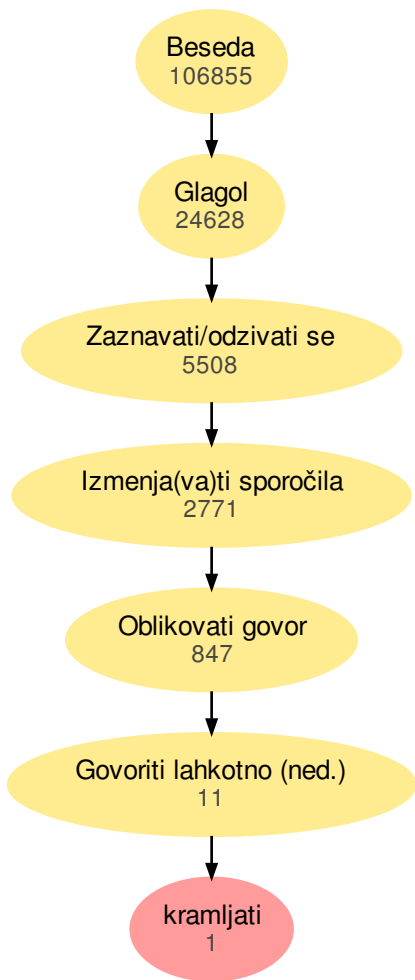 Beseda
106855
Glagol
24628
Zaznavati/odzivati se
5508
Izmenja(va)ti sporočila
2771
Oblikovati govor
847
Govoriti lahkotno (ned.)
11
kramljati
1